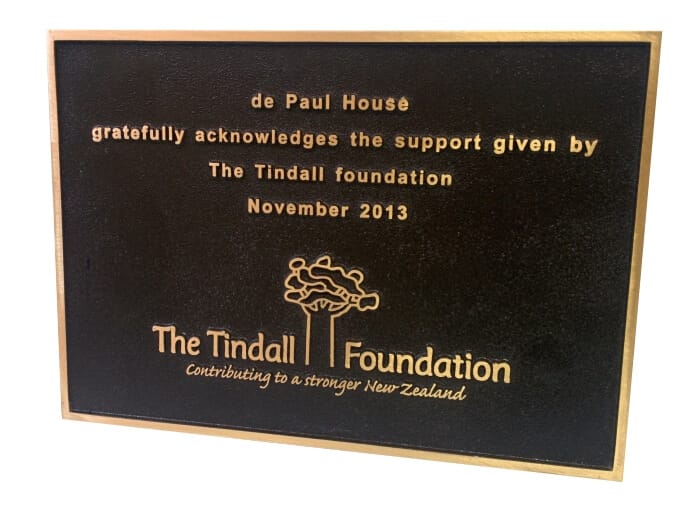 de Paul House
gratefully acknowledges the support given by
The Tindall foundation
November 2013
The Tindall Foundation
Contributing to a stronger New Zealand